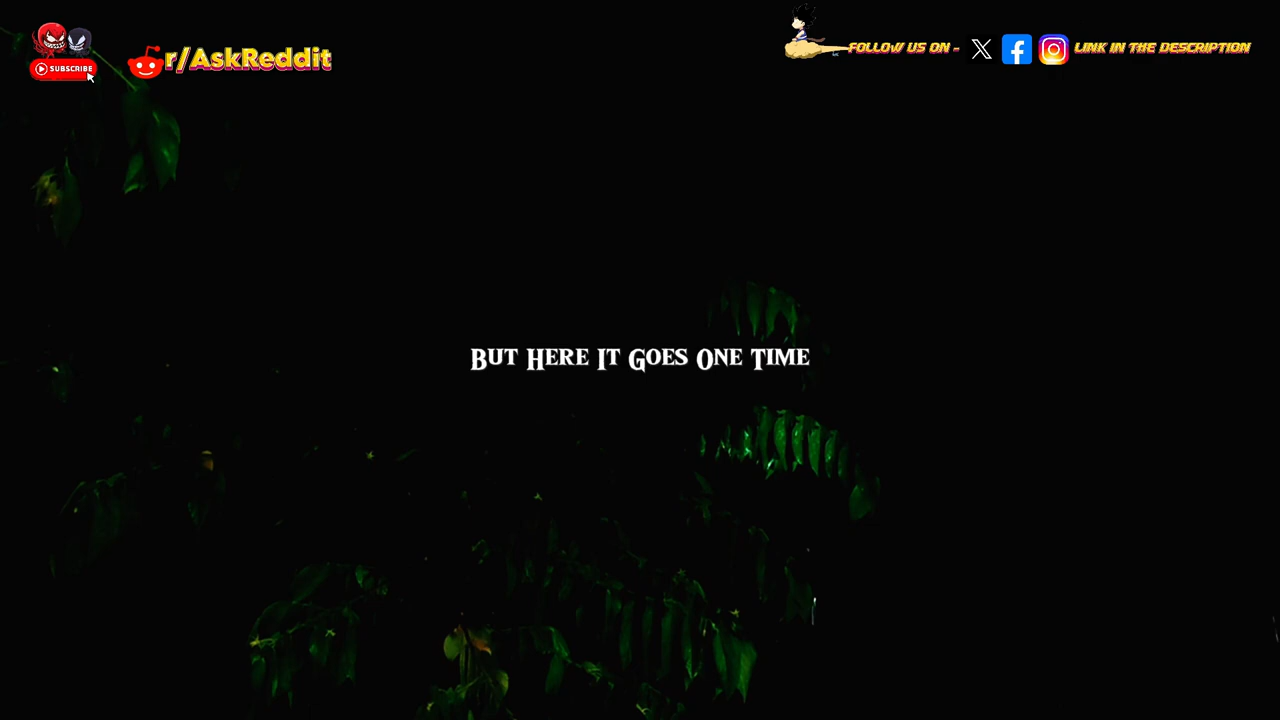 SUBSCRIBE
r/AskReddit
FOLLOW US ON -
LINK IN THE DESCRIPTION
BUT HERE IT GOES ONE TIME